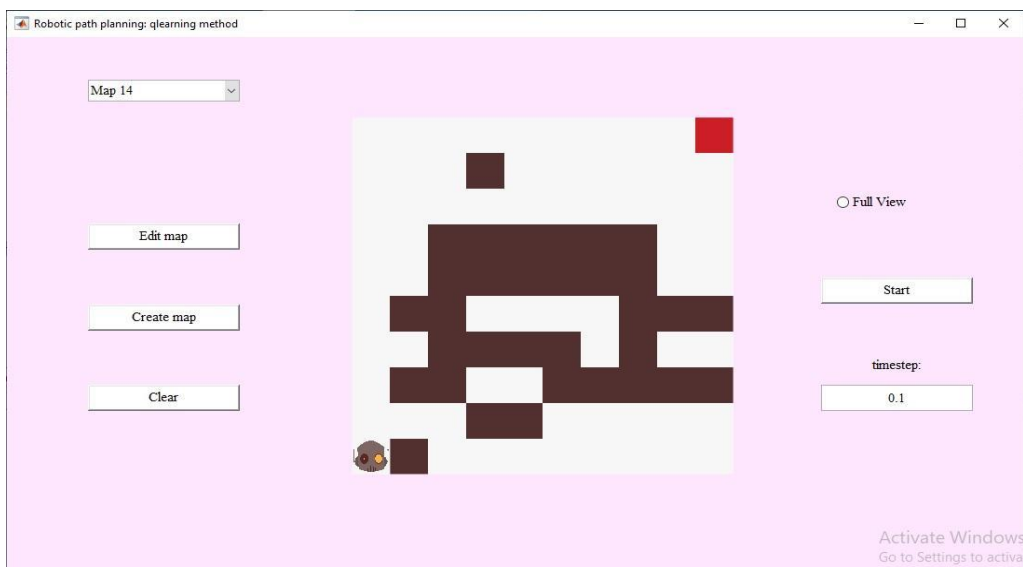 Robotic path planning: qlearning method
Map 14
Edit map
Create map
Clear
Full View
Start
timestep:
0.1
Activate Windows
Go to Settings to activa